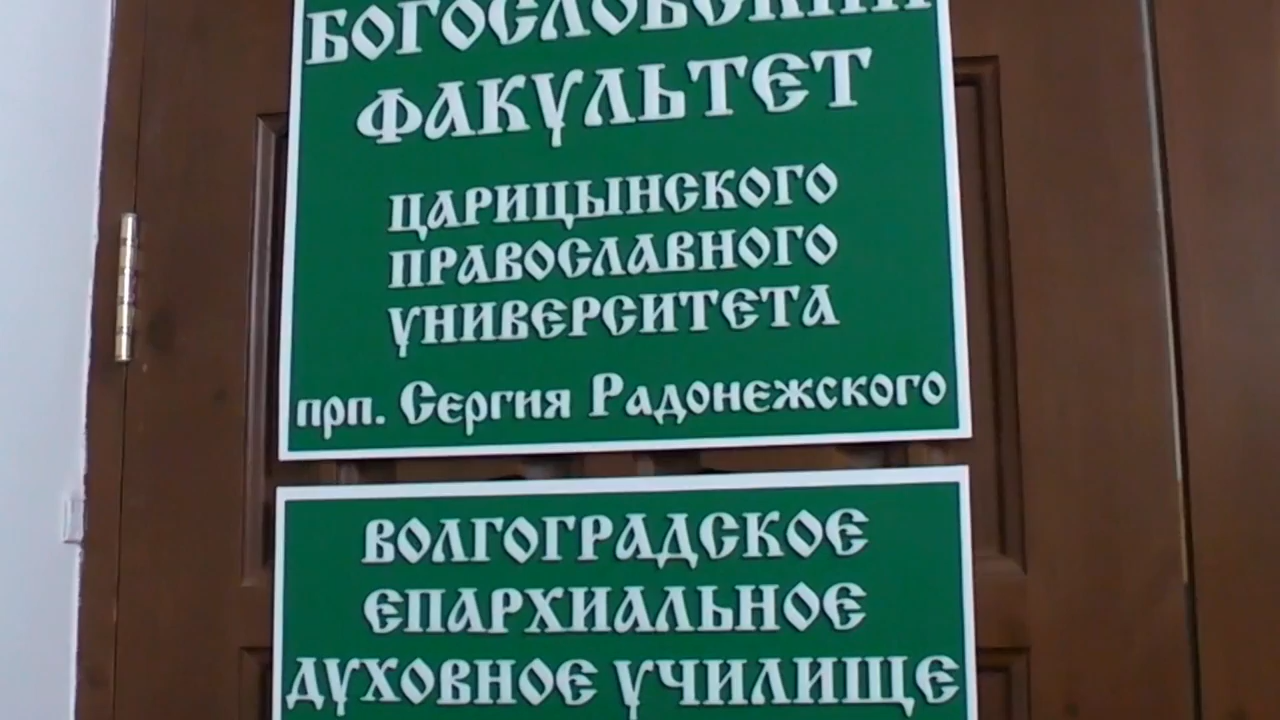 БОГОСЛОВСКИЙ
ФАКУЛЬТЕТ
ЦАРИЦЫНСКОГО
ПРАВОСЛАВНОГО
УНИВЕРСИТЕТА
прп. Сергия Радонежского
ВОЛГОГРАДСКОЕ
ЕПАРХИАЛЬНОЕ
ДУХОВНОЕ УЧИЛИЩЕ